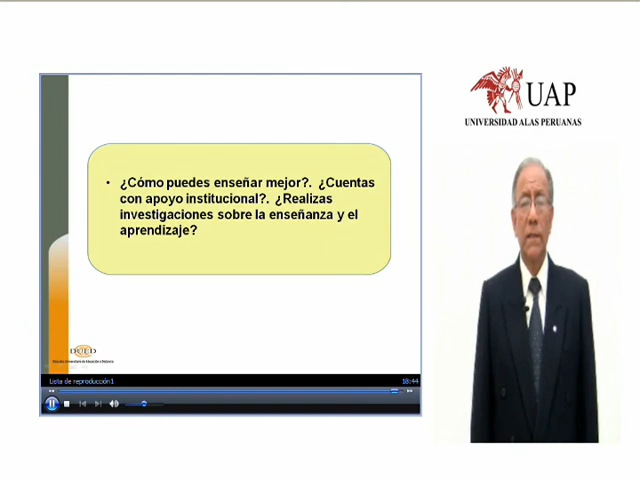 UAP
UNIVERSIDAD ALAS PERUANAS
• ¿Cómo puedes enseñar mejor?. ¿Cuentas
con apoyo institucional?. ¿Realizas
investigaciones sobre la enseñanza y el
aprendizaje?
DUED
Lista de reproducción1
18:44